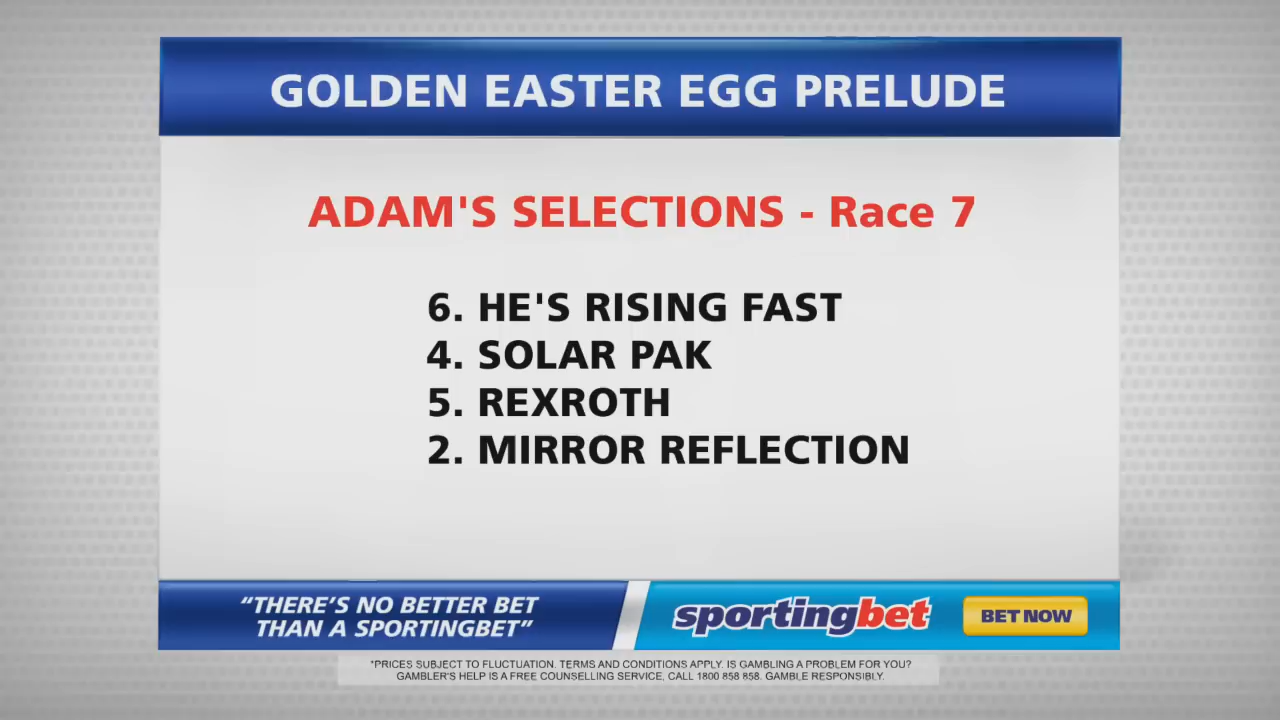 GOLDEN EASTER EGG PRELUDE
ADAM'S SELECTIONS - Race 7
6. HE'S RISING FAST
4. SOLAR PAK
5. REXROTH
2. MIRROR REFLECTION
“THERE’S NO BETTER BET
THAN A SPORTINGBET”
sportingbet
BET NOW
*PRICES SUBJECT TO FLUCTUATION. TERMS AND CONDITIONS APPLY. IS GAMBLING A PROBLEM FOR YOU?
GAMBLER'S HELP IS A FREE COUNSELLING SERVICE, CALL 1800 858 858. GAMBLE RESPONSIBLY.